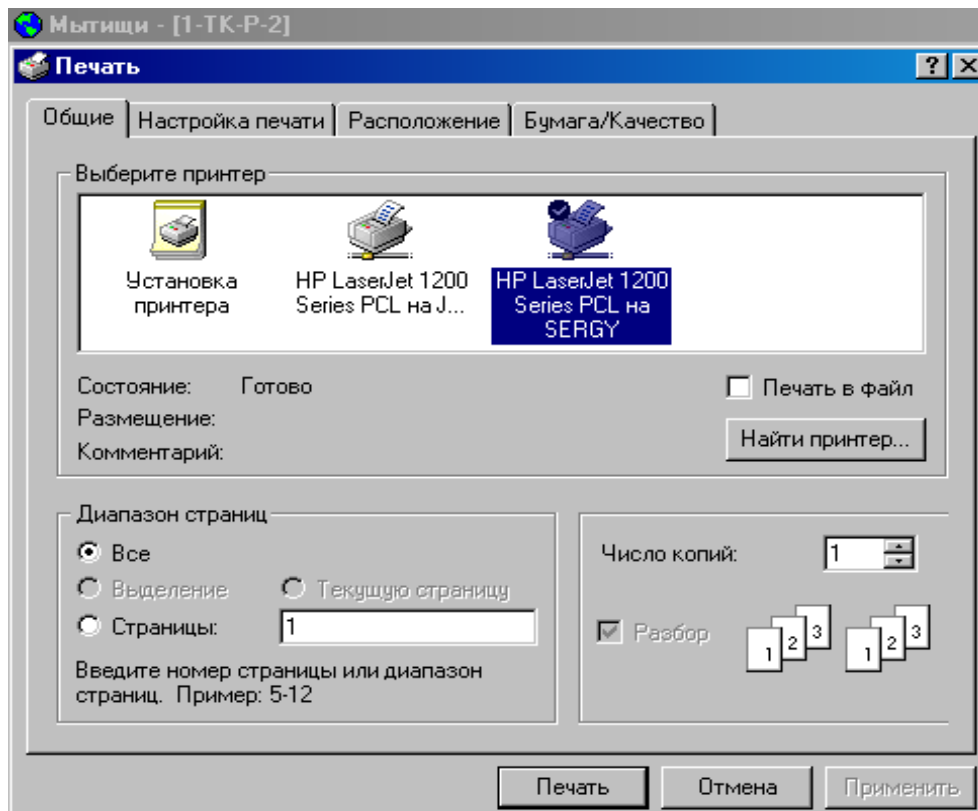 Мытищи - [1-ТК-Р-2]
Печать
Общие
Настройка печати
Расположение
Бумага/Качество
Выберите принтер
Установка
принтера
HP LaserJet 1200
Series PCL на J...
HP LaserJet 1200
Series PCL на
SERGY
Состояние: Готово
Печать в файл
Размещение:
Найти принтер...
Комментарий:
Диапазон страниц
Все
Выделение
Текущую страницу
Страницы: 1
Введите номер страницы или диапазон
страниц. Пример: 5-12
Число копий: 1
Разбор
1 2 3 1 2 3
Печать
Отмена
Применить